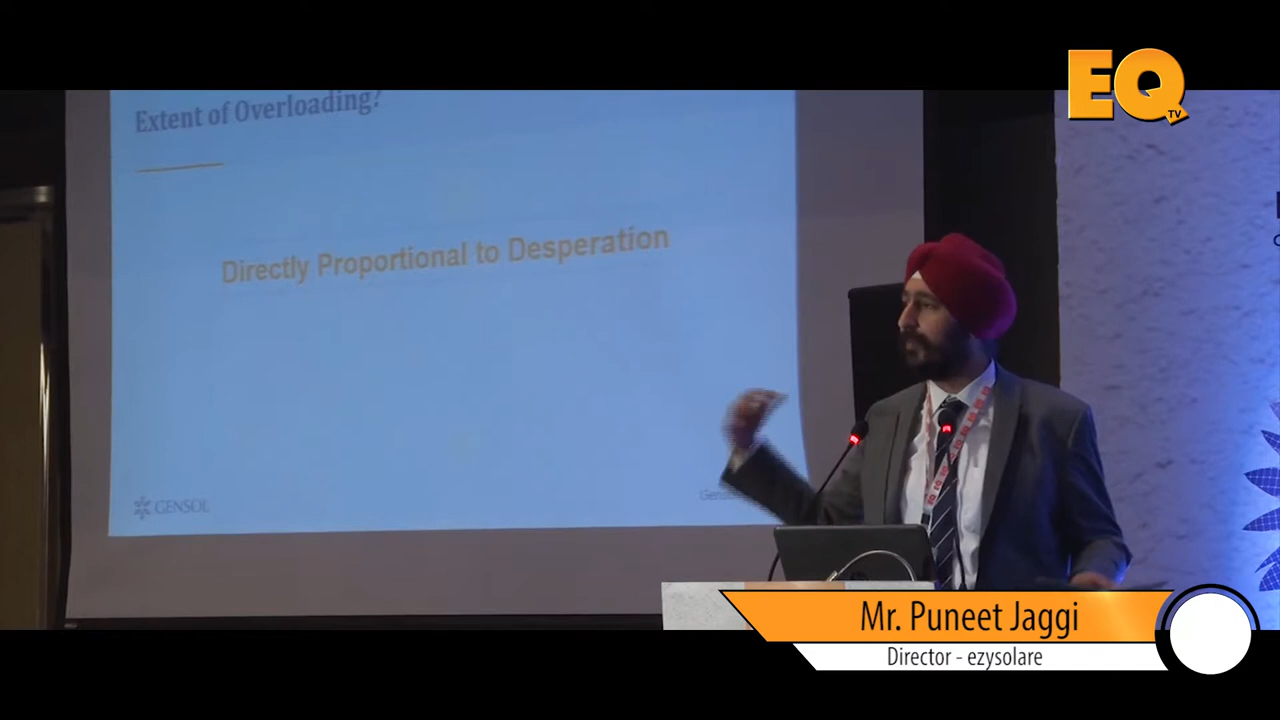 EQ
TV
Extent of Overloading?
Directly Proportional to Desperation
GENSOL
Mr. Puneet Jaggi
Director - ezysolare